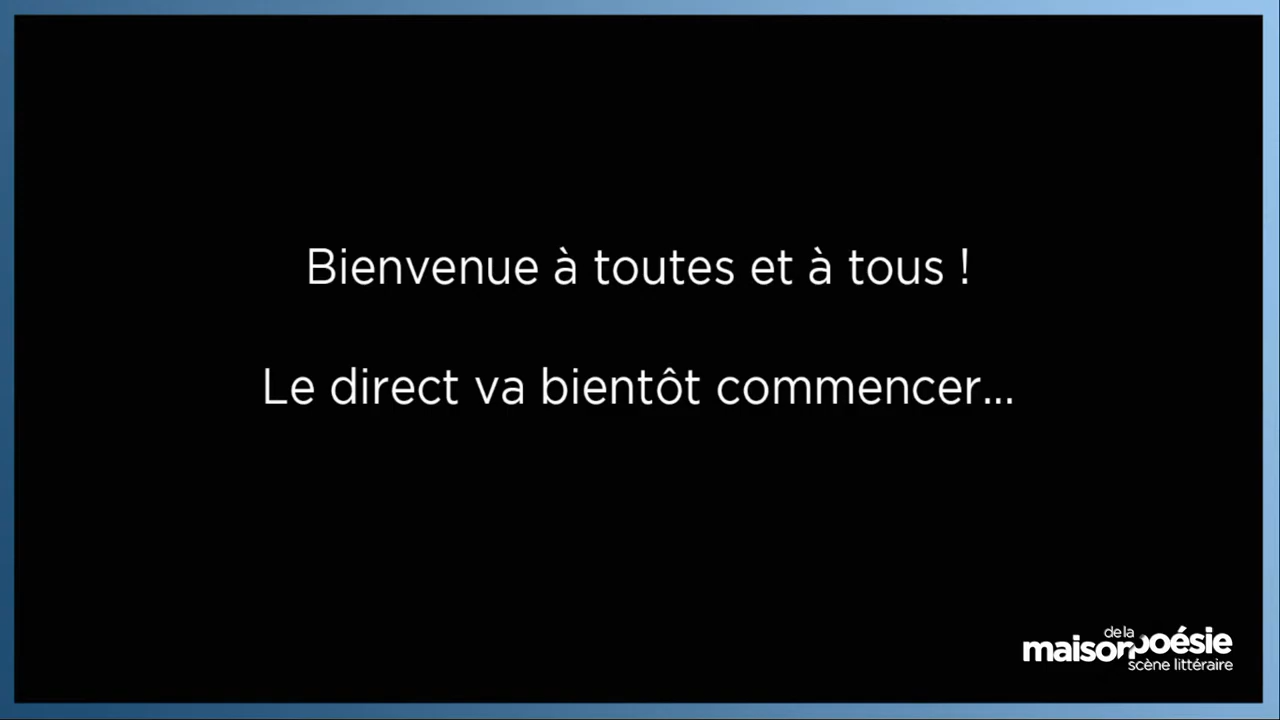 Bienvenue à toutes et à tous !
Le direct va bientôt commencer...
de la
maison poésie
scène littéraire